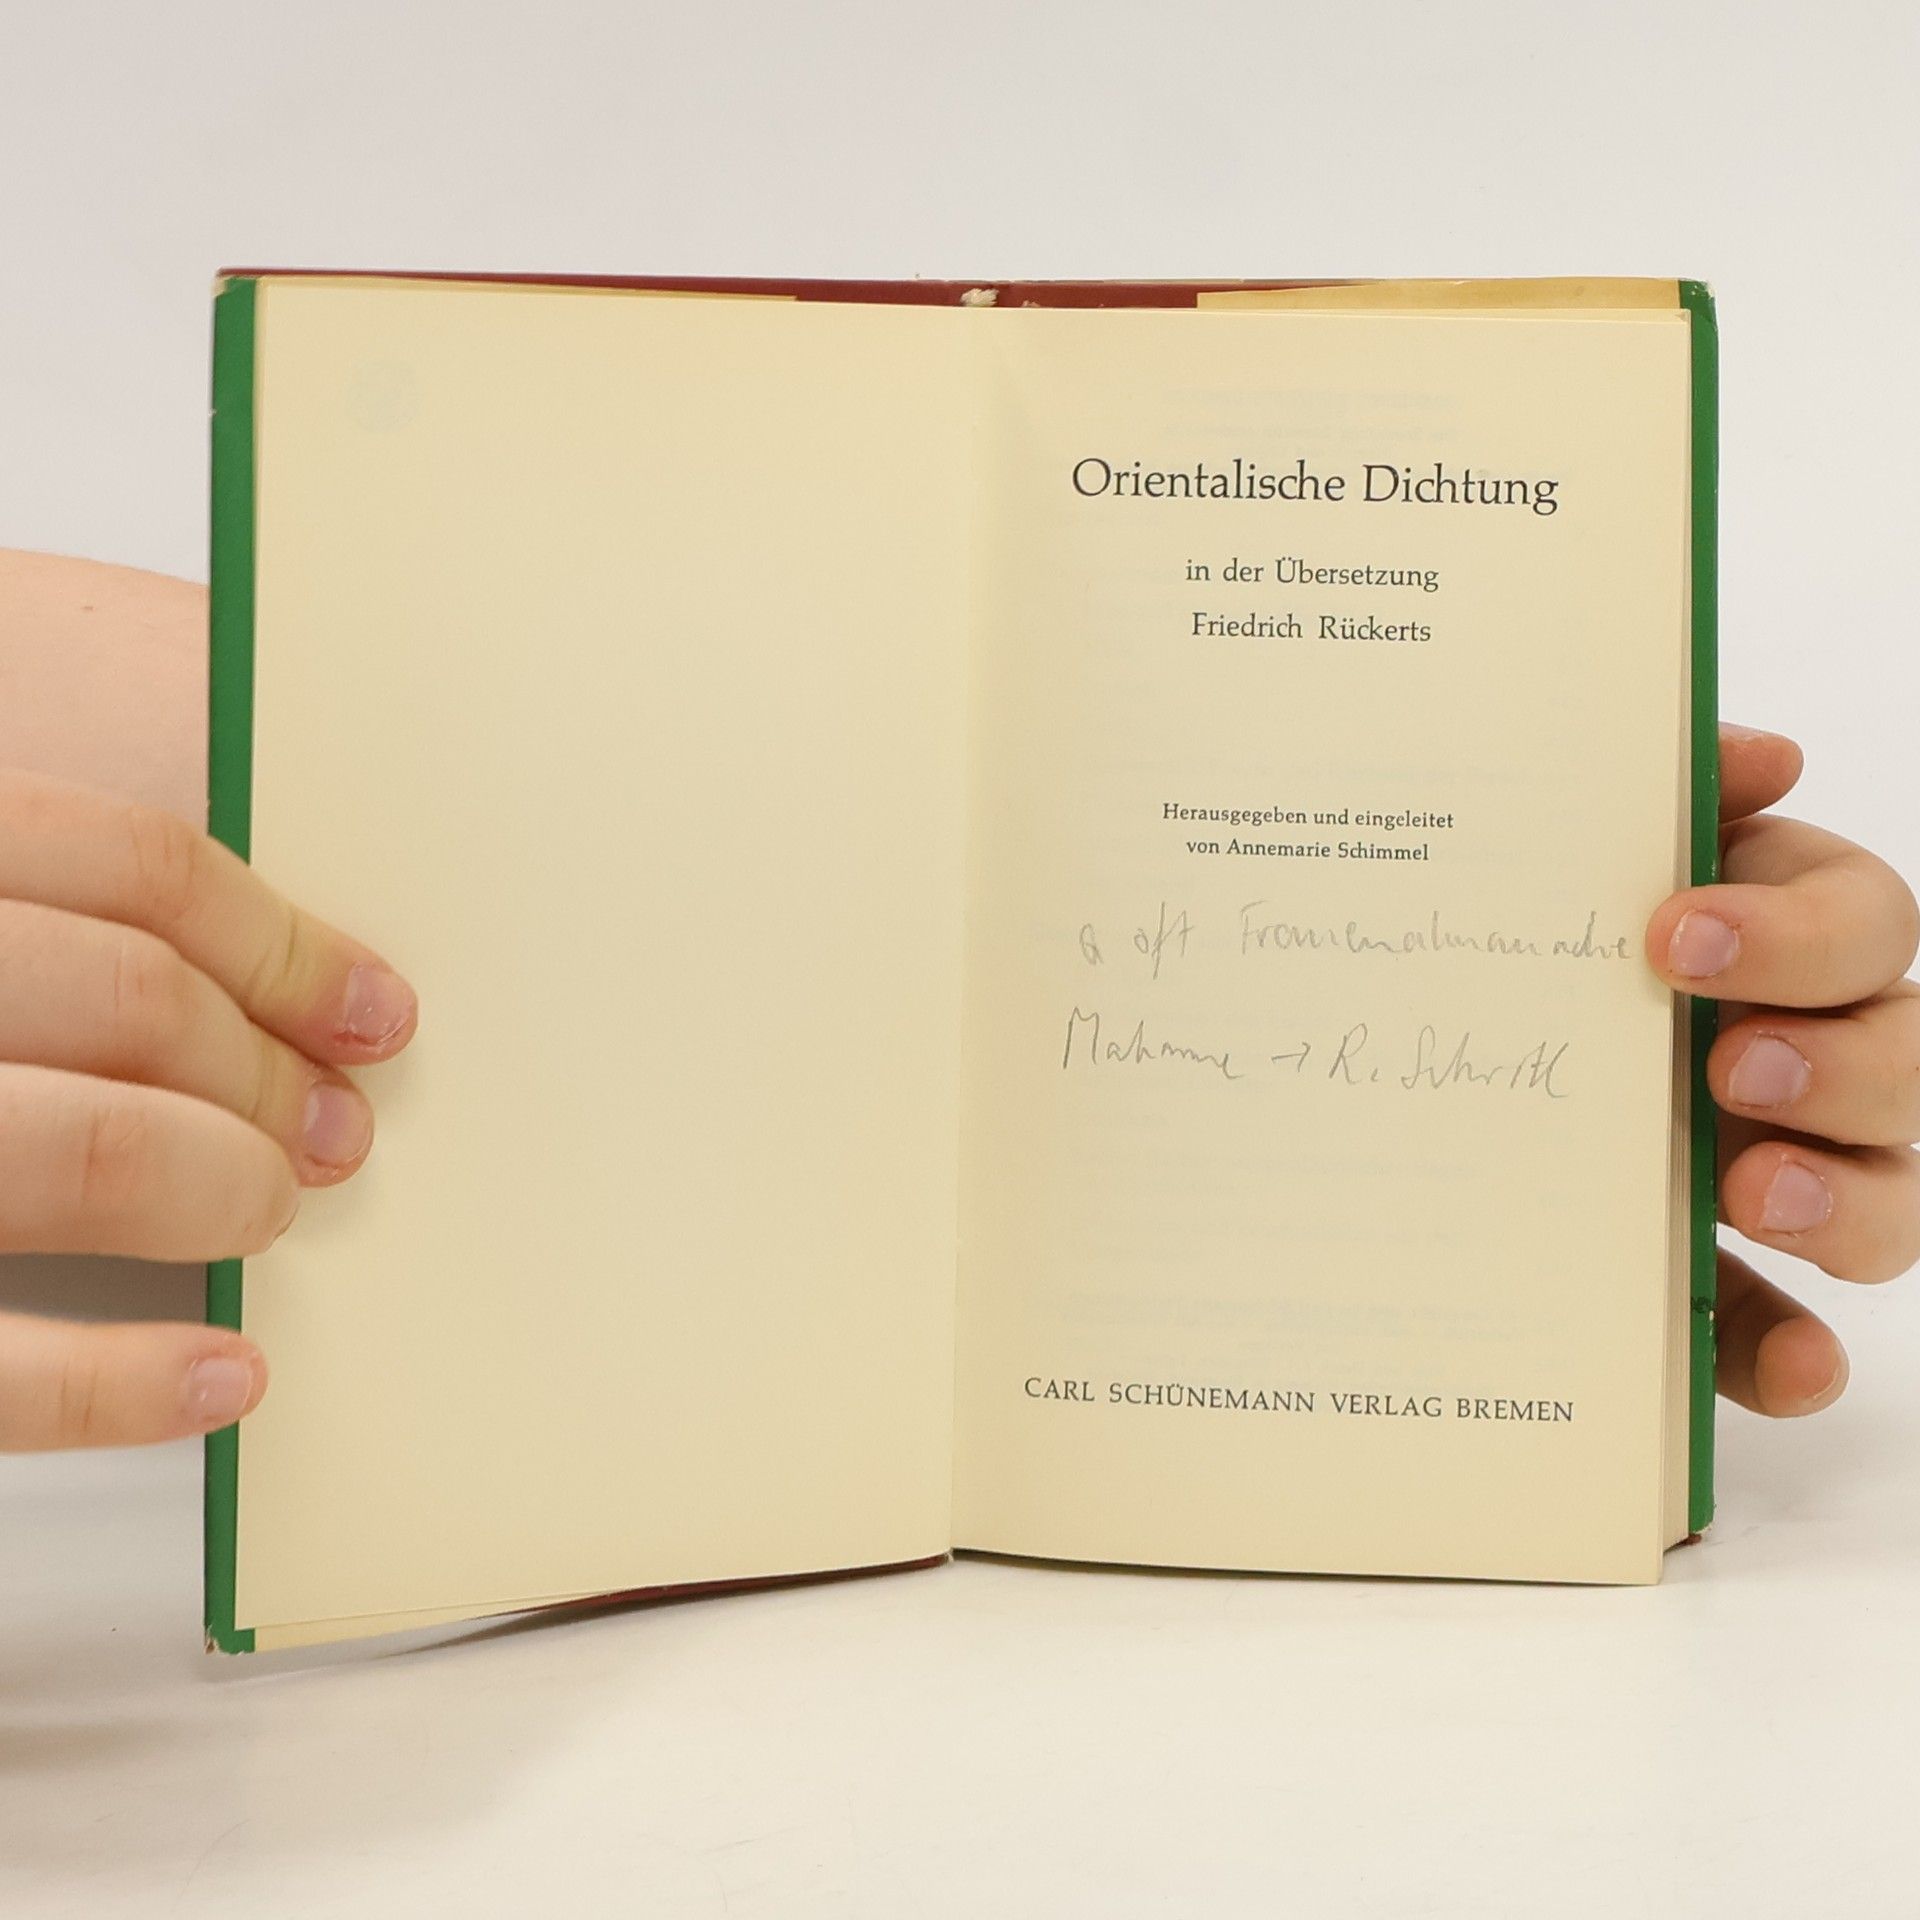 Orientalische Dichtung
in der Übersetzung
Friedrich Rückerts
Herausgegeben und eingeleitet
von Annemarie Schimmel
oft Frauenalmanache
→ R.
CARL SCHÜNEMANN VERLAG BREMEN